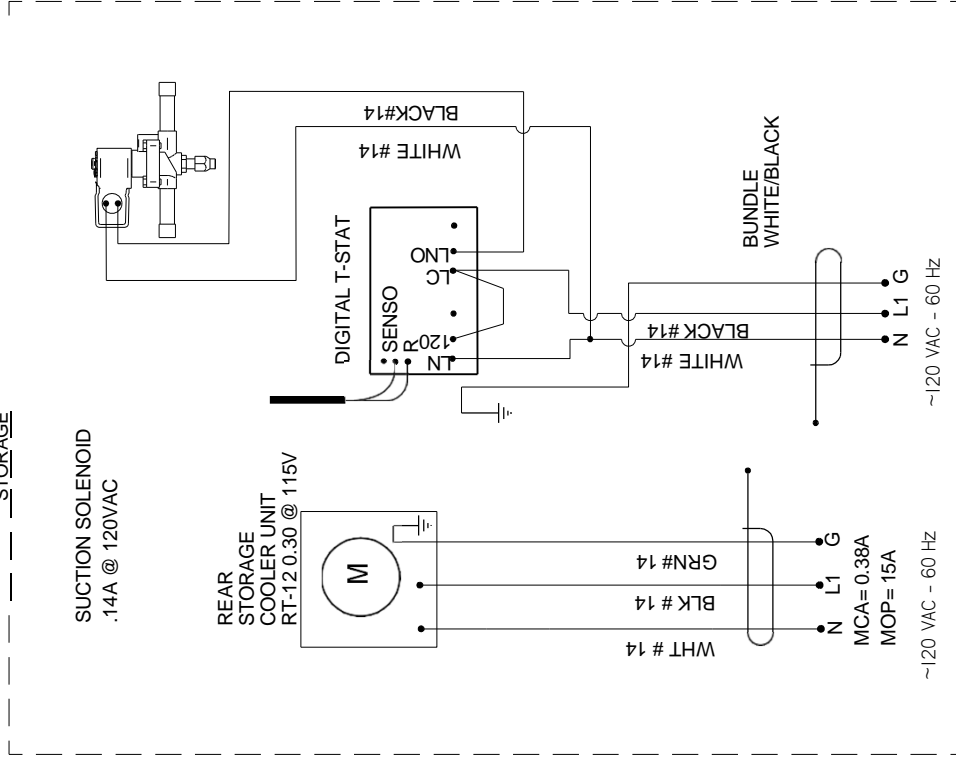 STORAGE
SUCTION SOLENOID
.14A @ 120VAC
BLACK#14
WHITE #14
DIGITAL T-STAT
SENSO
R
LNO
LC
120
LN
BUNDLE
WHITE/BLACK
BLACK #14
WHITE #14
G
L1
N
~120 VAC - 60 Hz
REAR
STORAGE
COOLER UNIT
RT-12 0.30 @ 115V
M
GRN# 14
BLK # 14
WHT # 14
G
L1
N
MCA= 0.38A
MOP= 15A
~120 VAC - 60 Hz